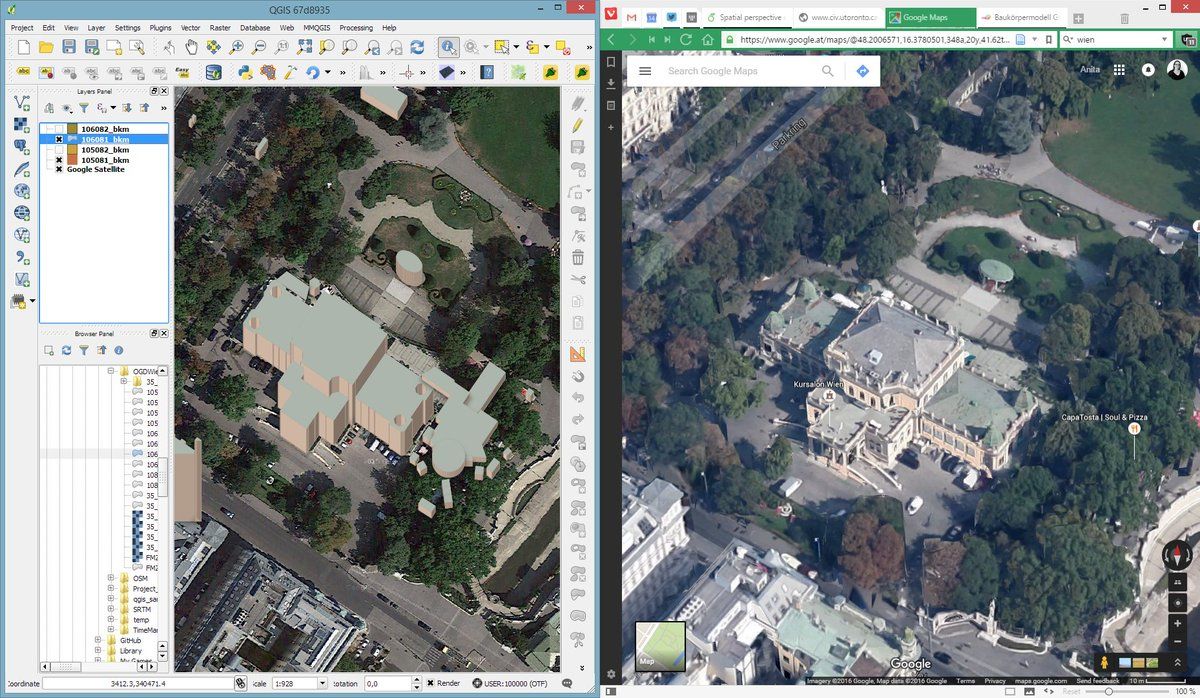 QGIS 67d8935
Project Edit View Layer Settings Plugins Vector Raster Database Web MMQGIS Processing Help
Layers Panel
106082_bkm
106081_bkm
105082_bkm
105081_bkm
Google Satellite
Browser Panel
OGDWie
35_
105
105
105
105
106
106
106
106
108
108
35_
35_
35_
35_
35_
35_
FM2
FM2
OSM
Project_
qgis_sa
SRTM
temp
TimeMa
GitHub
Library
My Games
Coordinate 3412.3,340471.4 Scale 1:928 Rotation 0,0 Render USER:100000 (OTF)
Spatial perspective www.civ.utoronto.c Google Maps Baukörpermodell G
https://www.google.at/maps/@48.2006571,16.3780501,348a,20y,41.62t... wien
Search Google Maps
Anita
Parkring
Kursalon Wien
CapaTosta | Soul & Pizza
Map
Google
Imagery ©2016 Google, Map data ©2016 Google Terms Privacy maps.google.com Send feedback 10 m
Reset 100 %